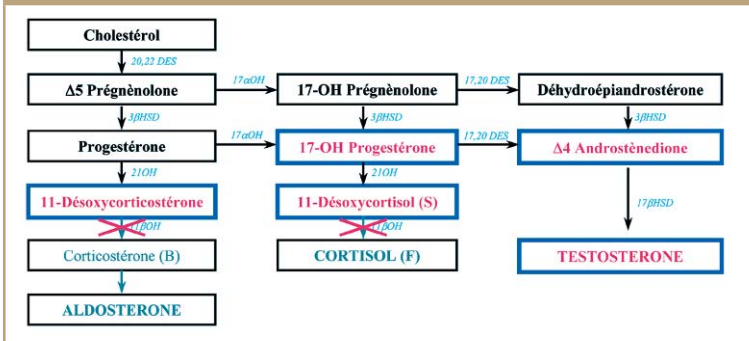 Cholestérol
20,22 DES
Δ5 Prégnènolone
17αOH
17-OH Prégnènolone
17,20 DES
Déhydroépiandrostérone
3βHSD
3βHSD
3βHSD
Progestérone
17αOH
17-OH Progestérone
17,20 DES
Δ4 Androstènedione
21OH
21OH
17βHSD
11-Désoxycorticostérone
11-Désoxycortisol (S)
11βOH
11βOH
Corticostérone (B)
CORTISOL (F)
TESTOSTERONE
ALDOSTERONE